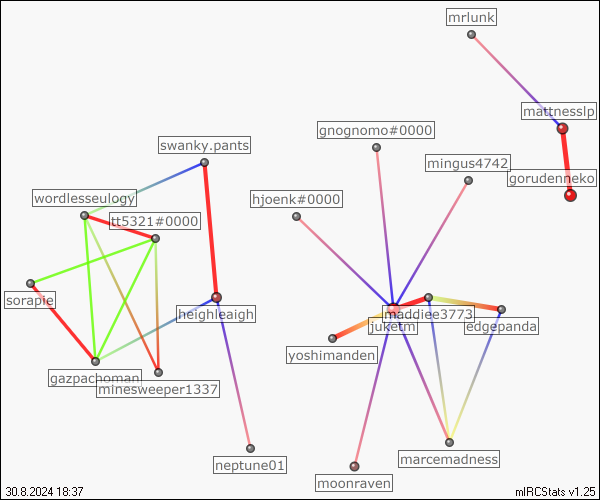 mrlunk
mattnesslp
gnognomo#0000
swanky.pants
mingus4742
gorudenneko
wordlesseulogy
hjoenk#0000
tt5321#0000
sorapie
heighleaigh
maddiee3773
juketm
edgepanda
yoshimanden
gazpachoman
minesweeper1337
marcemadness
neptune01
moonraven
30.8.2024 18:37
mIRCStats v1.25